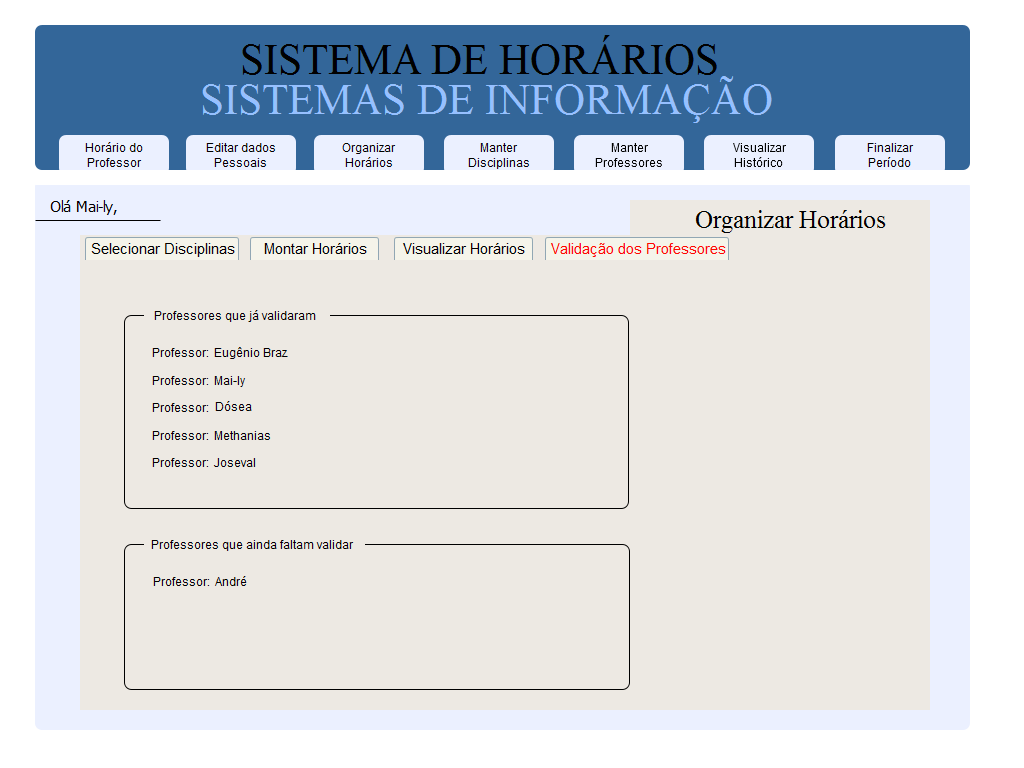 SISTEMA DE HORÁRIOS
SISTEMAS DE INFORMAÇÃO
Horário do
Professor
Editar dados
Pessoais
Organizar
Horários
Manter
Disciplinas
Manter
Professores
Visualizar
Histórico
Finalizar
Período
Olá Mai-ly,
Organizar Horários
Selecionar Disciplinas
Montar Horários
Visualizar Horários
Validação dos Professores
Professores que já validaram
Professor: Eugênio Braz
Professor: Mai-ly
Professor: Dósea
Professor: Methanias
Professor: Joseval
Professores que ainda faltam validar
Professor: André